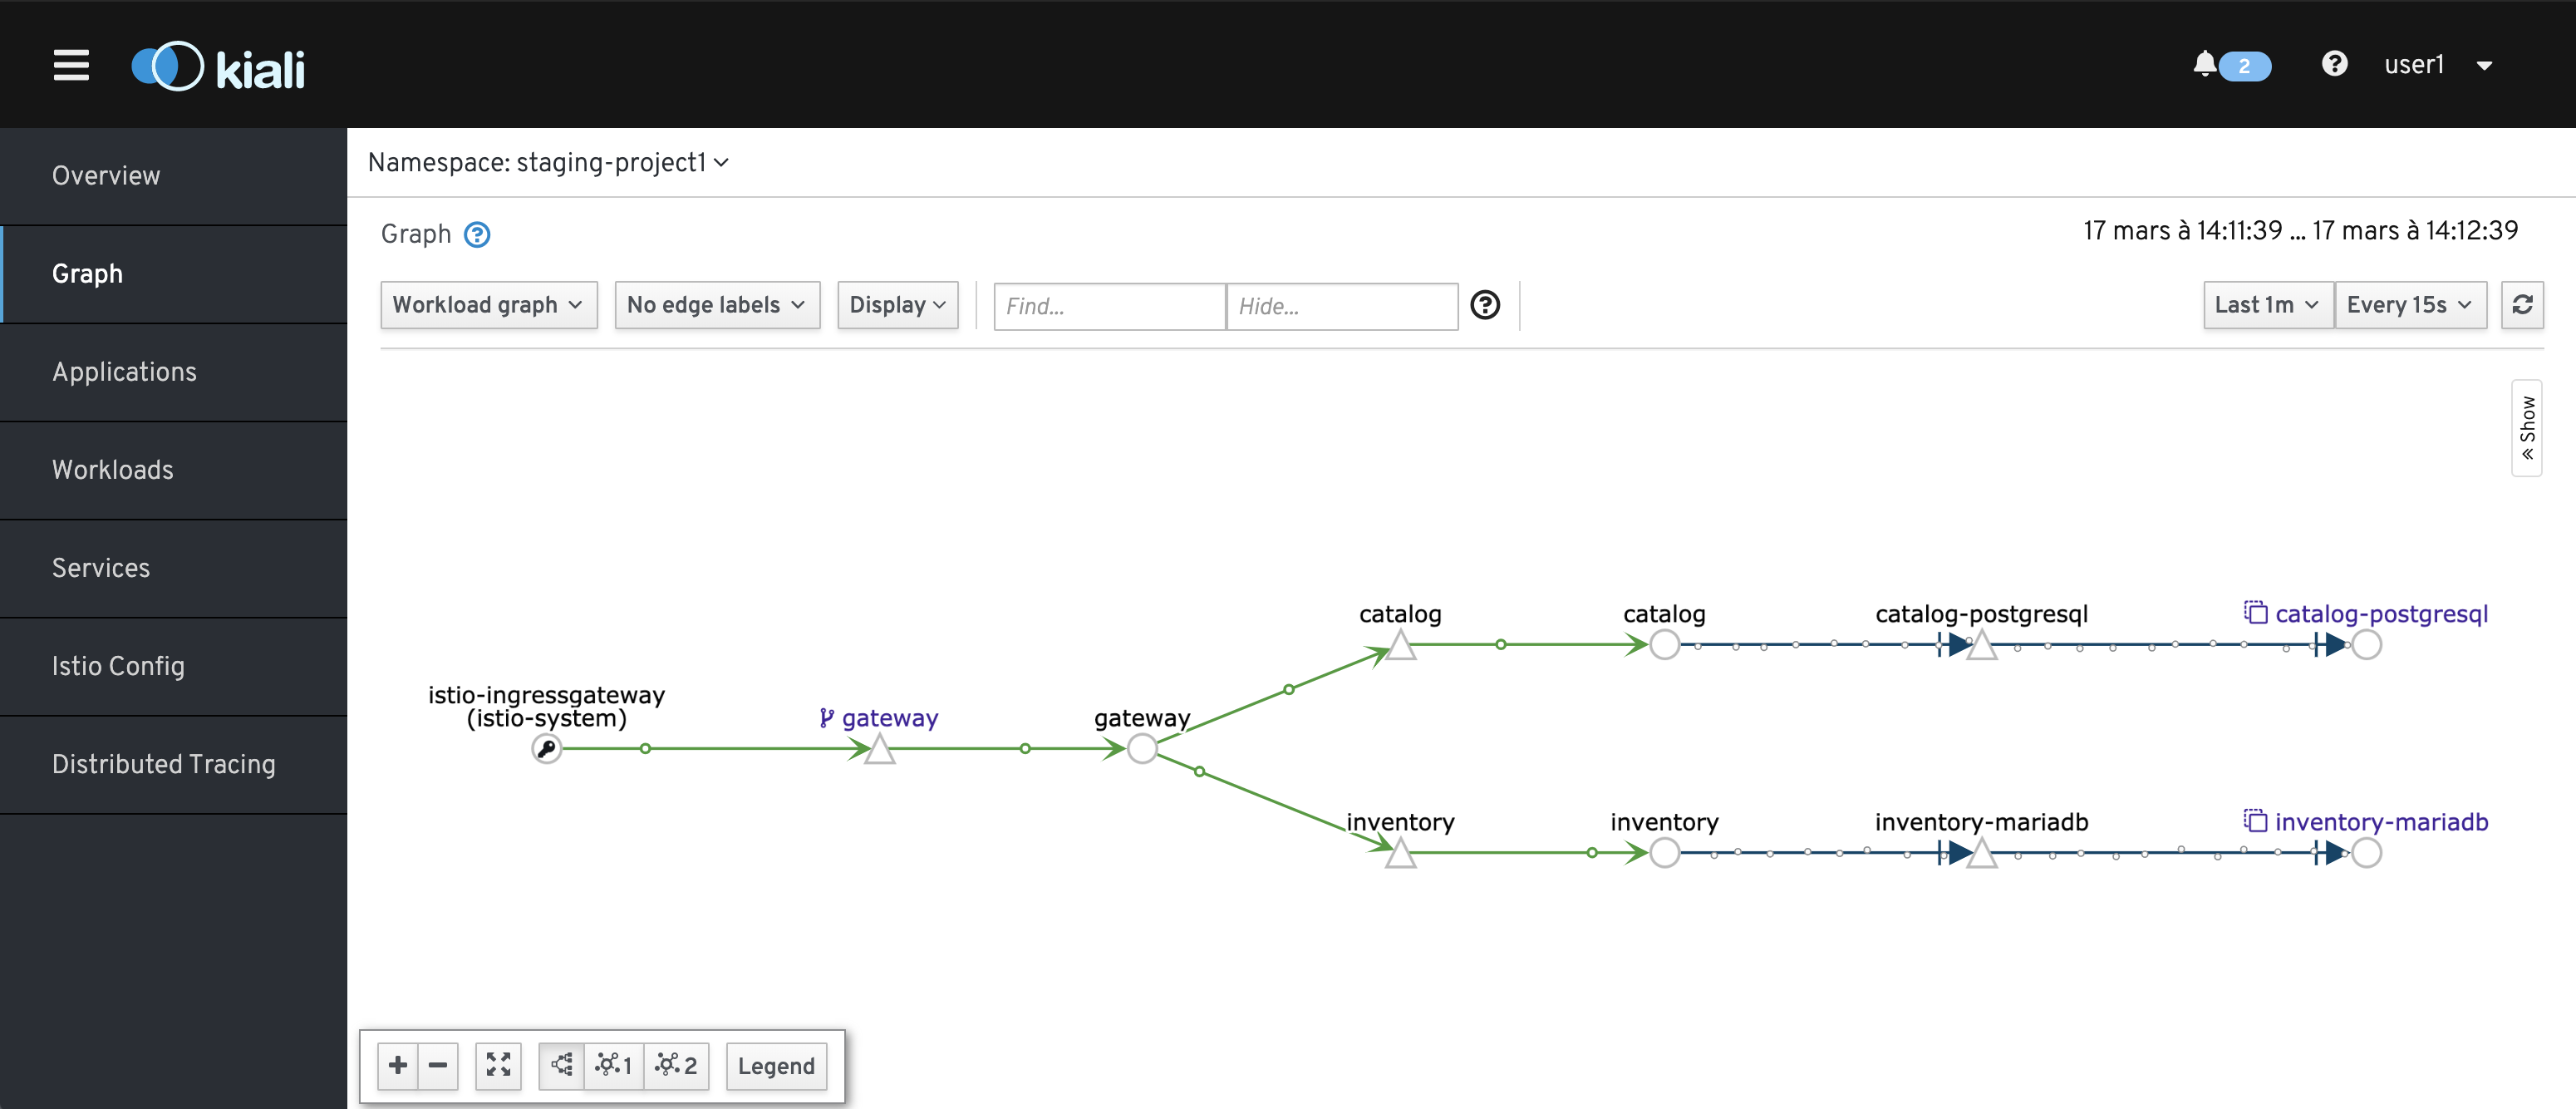 kiali
2
user1
Overview
Graph
Applications
Workloads
Services
Istio Config
Distributed Tracing
Namespace: staging-project1
Graph
17 mars à 14:11:39 ... 17 mars à 14:12:39
Workload graph
No edge labels
Display
Find...
Hide...
Last 1m
Every 15s
Show
catalog
catalog
catalog-postgresql
catalog-postgresql
istio-ingressgateway
(istio-system)
gateway
gateway
inventory
inventory
inventory-mariadb
inventory-mariadb
1
2
Legend